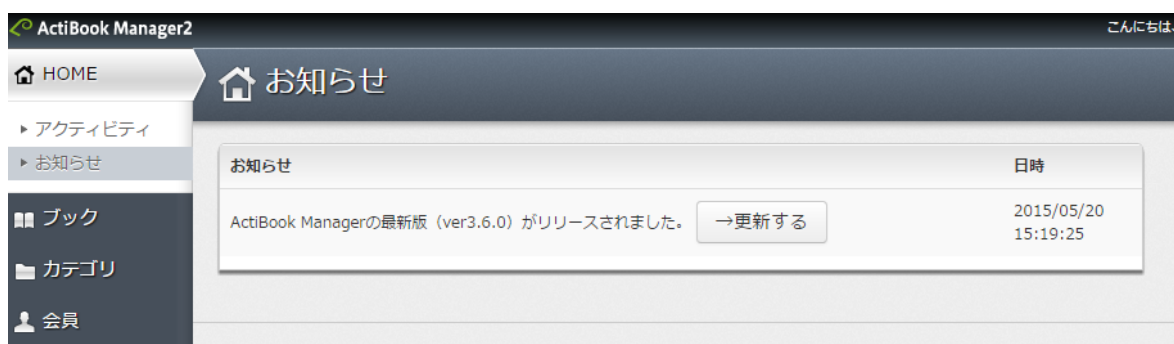 ActiBook Manager2
こんにちは、
HOME
お知らせ
アクティビティ
お知らせ
お知らせ 日時
ActiBook Managerの最新版（ver3.6.0）がリリースされました。 →更新する 2015/05/20
15:19:25
ブック
カテゴリ
会員